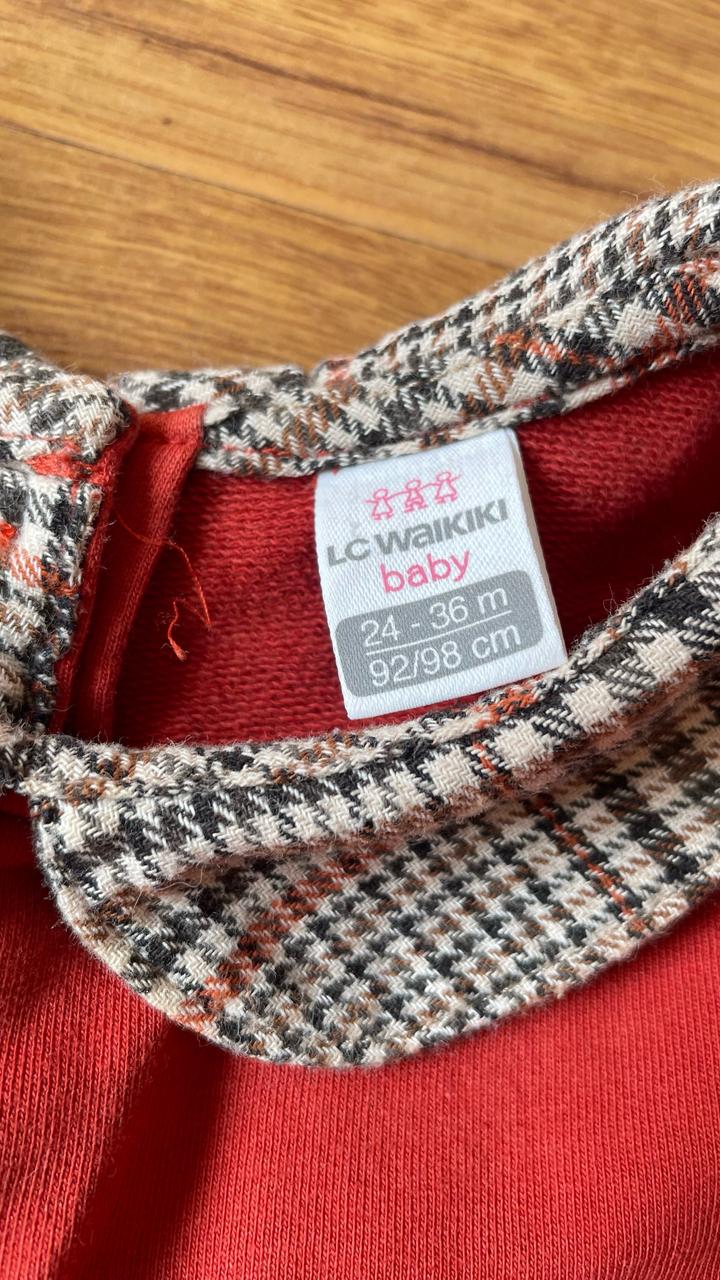 LC WAIKIKI
baby
24 - 36 m
92/98 cm